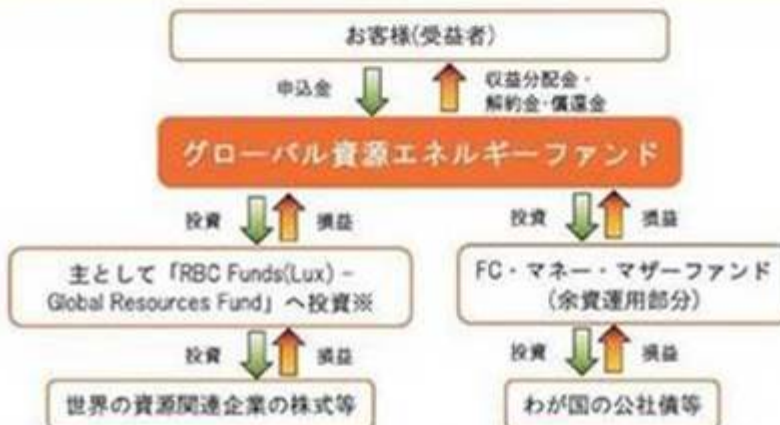 お客様(受益者)
申込金
収益分配金・
解約金・償還金
グローバル資源エネルギーファンド
投資
損益
投資
損益
主として「RBC Funds(Lux) -
Global Resources Fund」へ投資※
FC・マネー・マザーファンド
(余資運用部分)
投資
損益
投資
損益
世界の資源関連企業の株式等
わが国の公社債等